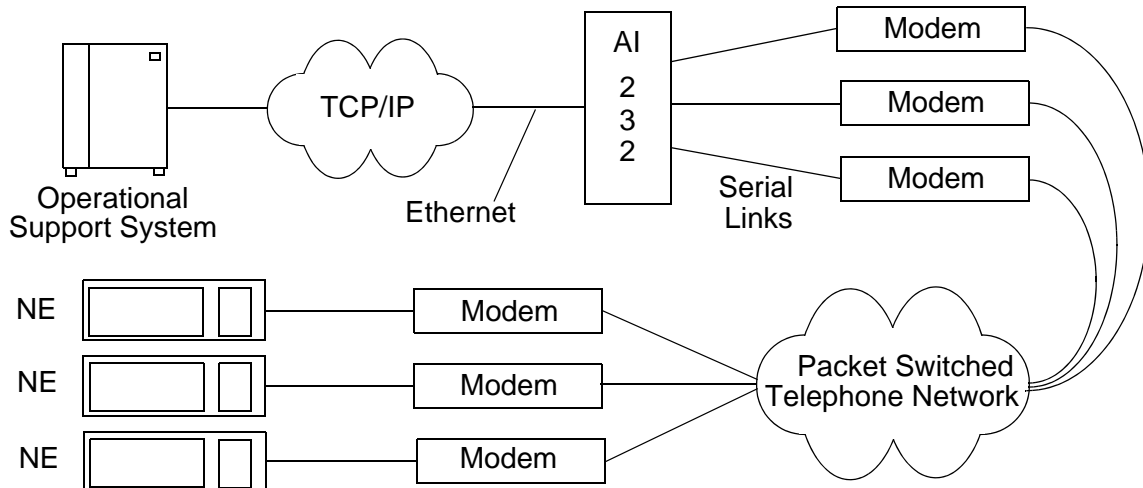 AI
2
3
2
Modem
Modem
Modem
TCP/IP
Operational
Support System
Ethernet
Serial
Links
NE
Modem
NE
Modem
NE
Modem
Packet Switched
Telephone Network